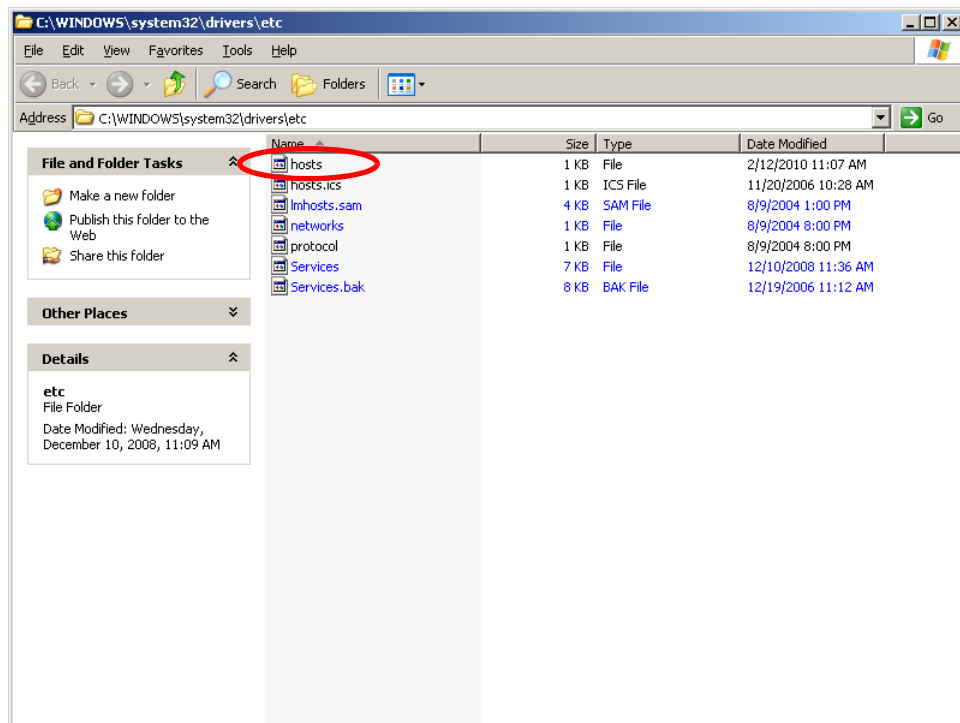 C:\WINDOWS\system32\drivers\etc
File Edit View Favorites Tools Help
Back Search Folders
Address C:\WINDOWS\system32\drivers\etc Go
File and Folder Tasks
Make a new folder
Publish this folder to the
Web
Share this folder
Other Places
Details
etc
File Folder
Date Modified: Wednesday,
December 10, 2008, 11:09 AM
Name Size Type Date Modified
hosts 1 KB File 2/12/2010 11:07 AM
hosts.ics 1 KB ICS File 11/20/2006 10:28 AM
lmhosts.sam 4 KB SAM File 8/9/2004 1:00 PM
networks 1 KB File 8/9/2004 8:00 PM
protocol 1 KB File 8/9/2004 8:00 PM
Services 7 KB File 12/10/2008 11:36 AM
Services.bak 8 KB BAK File 12/19/2006 11:12 AM